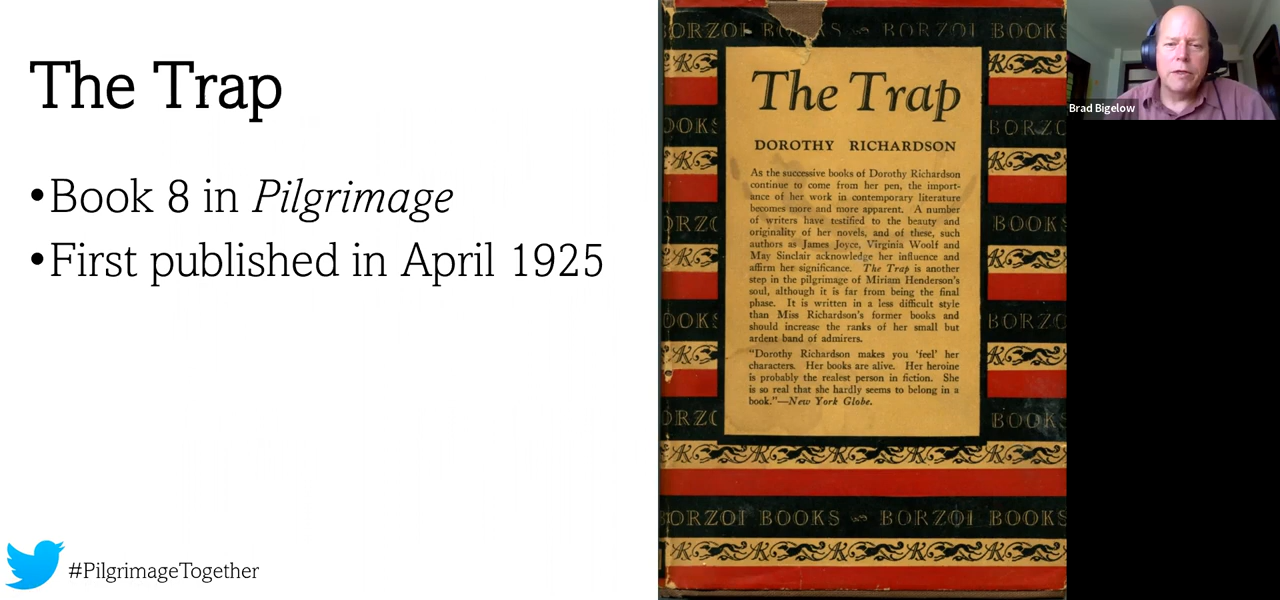 The Trap
•Book 8 in Pilgrimage
•First published in April 1925
#PilgrimageTogether
BORZOI BOOKS BORZOI BOOKS
The Trap
DOROTHY RICHARDSON
As the successive books of Dorothy Richardson
continue to come from her pen, the import-
ance of her work in contemporary literature
becomes more and more apparent. A number
of writers have testified to the beauty and
originality of her novels, and of these, such
authors as James Joyce, Virginia Woolf and
May Sinclair acknowledge her influence and
affirm her significance. The Trap is another
step in the pilgrimage of Miriam Henderson's
soul, although it is far from being the final
phase. It is written in a less difficult style
than Miss Richardson's former books and
should increase the ranks of her small but
ardent band of admirers.
"Dorothy Richardson makes you 'feel' her
characters. Her books are alive. Her heroine
is probably the realest person in fiction. She
is so real that she hardly seems to belong in a
book."—New York Globe.
OOKS BORZO
BORZO BOOKS
OOKS BORZO
BORZO BOOKS
BORZOI BOOKS BORZOI BOOKS
Brad Bigelow